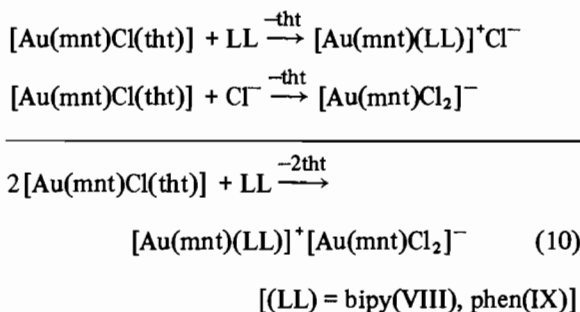 [Au(mnt)Cl(tht)] + LL —tht→ [Au(mnt)(LL)]⁺Cl⁻
[Au(mnt)Cl(tht)] + Cl⁻ —tht→ [Au(mnt)Cl₂]⁻
2[Au(mnt)Cl(tht)] + LL —2tht→
[Au(mnt)(LL)]⁺[Au(mnt)Cl₂]⁻ (10)
[(LL) = bipy(VIII), phen(IX)]